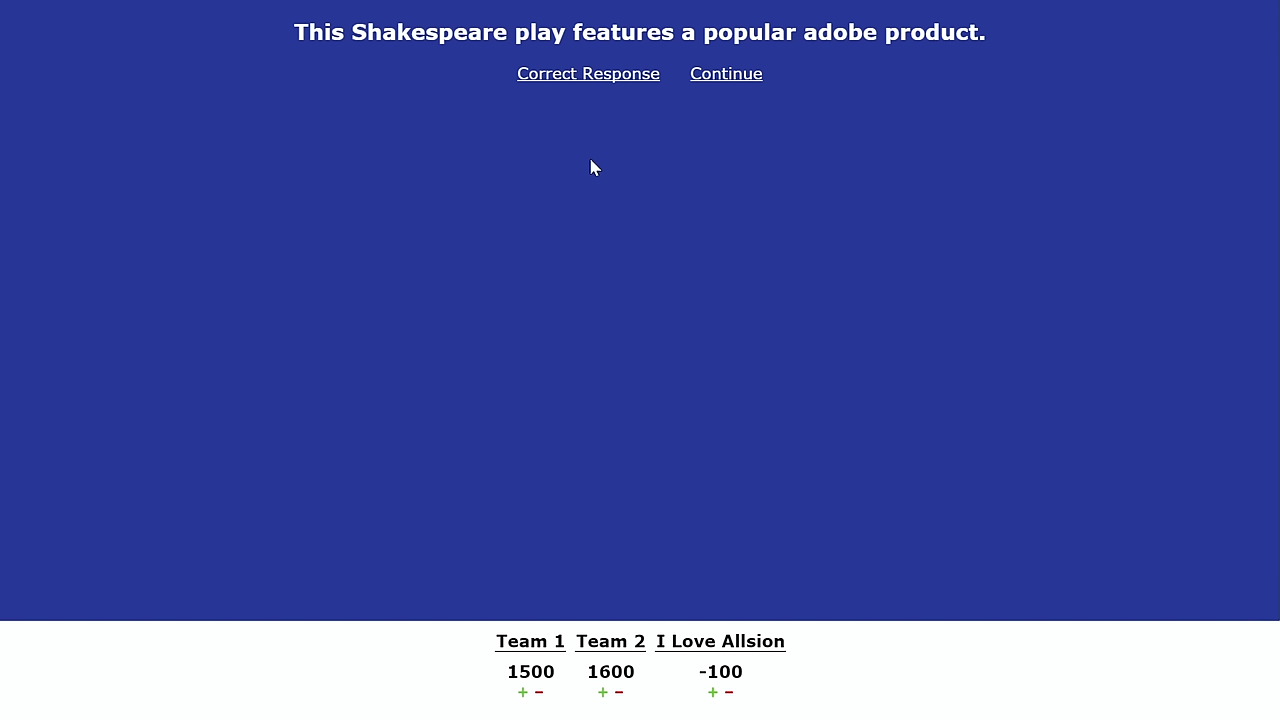 This Shakespeare play features a popular adobe product.
Correct Response Continue
Team 1 Team 2 I Love Allsion
1500 1600 -100
+ − + − + −